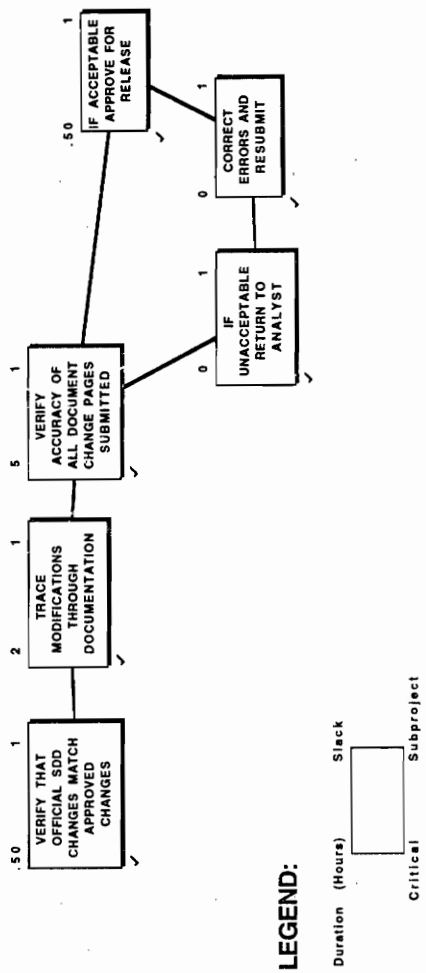 .50 1
VERIFY THAT
OFFICIAL SDD
CHANGES MATCH
APPROVED
CHANGES
2 1
TRACE
MODIFICATIONS
THROUGH
DOCUMENTATION
5 1
VERIFY
ACCURACY OF
ALL DOCUMENT
CHANGE PAGES
SUBMITTED
0 1
IF
UNACCEPTABLE
RETURN TO
ANALYST
0 1
CORRECT
ERRORS AND
RESUBMIT
.50 1
IF ACCEPTABLE
APPROVE FOR
RELEASE
LEGEND:
Duration (Hours) Slack
Critical Subproject